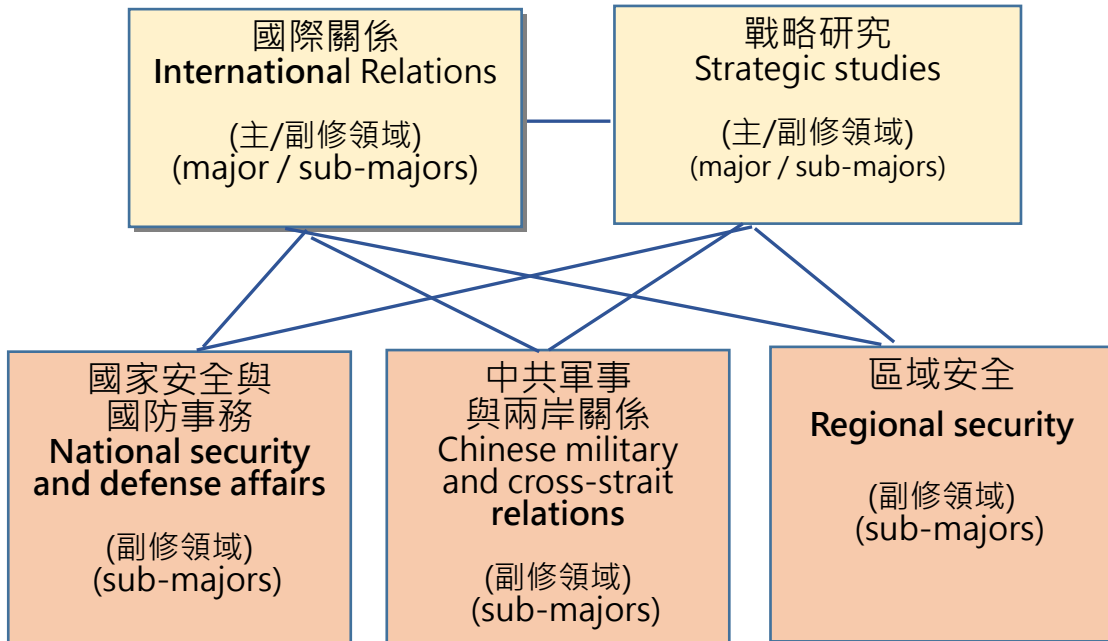 國際關係
International Relations
(主/副修領域)
(major / sub-majors)
戰略研究
Strategic studies
(主/副修領域)
(major / sub-majors)
國家安全與
國防事務
National security
and defense affairs
(副修領域)
(sub-majors)
中共軍事
與兩岸關係
Chinese military
and cross-strait
relations
(副修領域)
(sub-majors)
區域安全
Regional security
(副修領域)
(sub-majors)